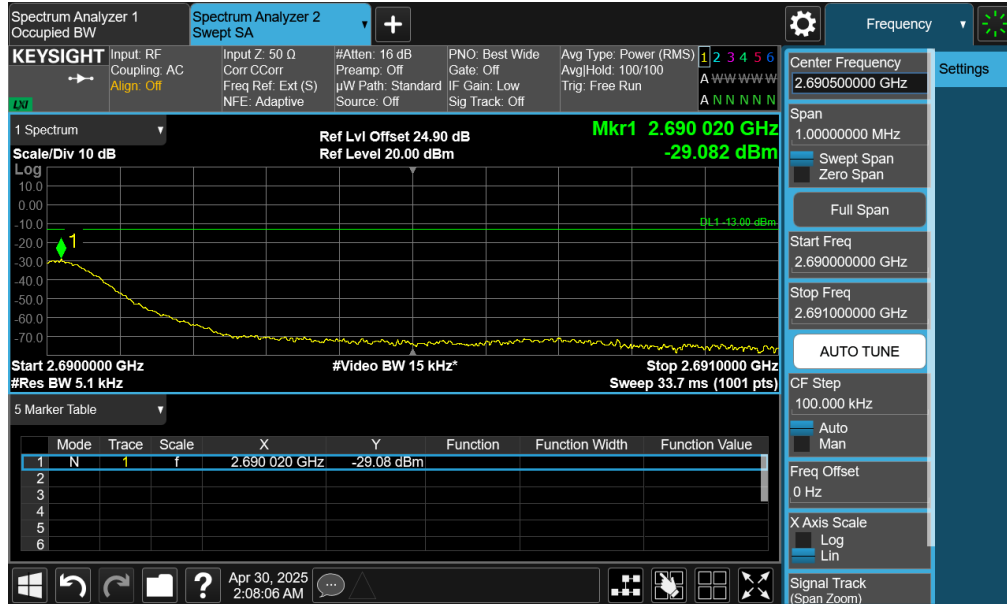 Spectrum Analyzer 1
Occupied BW
Spectrum Analyzer 2
Swept SA
Frequency
KEYSIGHT
LXI
Input: RF
Coupling: AC
Align: Off
Input Z: 50 Ω
Corr CCorr
Freq Ref: Ext (S)
NFE: Adaptive
#Atten: 16 dB
Preamp: Off
µW Path: Standard
Source: Off
PNO: Best Wide
Gate: Off
IF Gain: Low
Sig Track: Off
Avg Type: Power (RMS)
Avg|Hold: 100/100
Trig: Free Run
1 2 3 4 5 6
A W W W W W
A N N N N N
1 Spectrum
Scale/Div 10 dB
Ref Lvl Offset 24.90 dB
Ref Level 20.00 dBm
Mkr1 2.690 020 GHz
-29.082 dBm
Log
10.0
0.00
-10.0
-20.0
-30.0
-40.0
-50.0
-60.0
-70.0
DL1 -13.00 dBm
1
Start 2.6900000 GHz
#Video BW 15 kHz*
Stop 2.6910000 GHz
#Res BW 5.1 kHz
Sweep 33.7 ms (1001 pts)
5 Marker Table
Mode Trace Scale X Y Function Function Width Function Value
1 N 1 f 2.690 020 GHz -29.08 dBm
2
3
4
5
6
Apr 30, 2025
2:08:06 AM
Center Frequency
2.690500000 GHz
Span
1.00000000 MHz
Swept Span
Zero Span
Full Span
Start Freq
2.690000000 GHz
Stop Freq
2.691000000 GHz
AUTO TUNE
CF Step
100.000 kHz
Auto
Man
Freq Offset
0 Hz
X Axis Scale
Log
Lin
Signal Track
(Span Zoom)
Settings